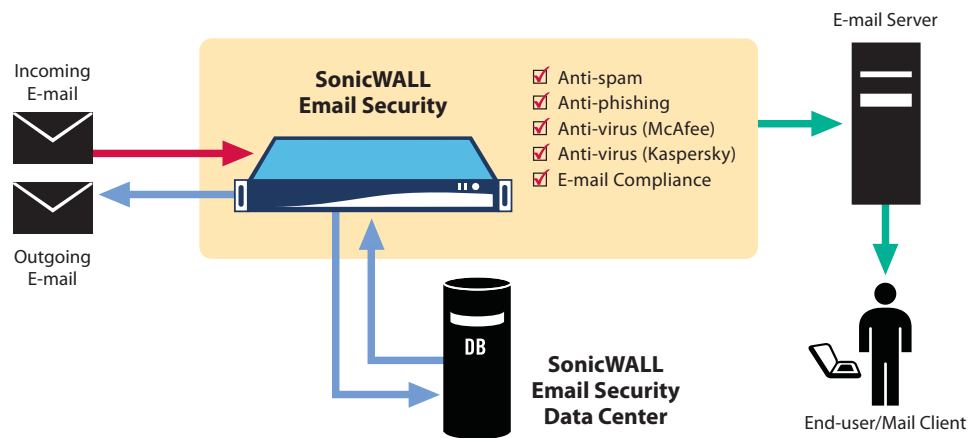 Incoming
E-mail
Outgoing
E-mail
SonicWALL
Email Security
Anti-spam
Anti-phishing
Anti-virus (McAfee)
Anti-virus (Kaspersky)
E-mail Compliance
DB
SonicWALL
Email Security
Data Center
E-mail Server
End-user/Mail Client